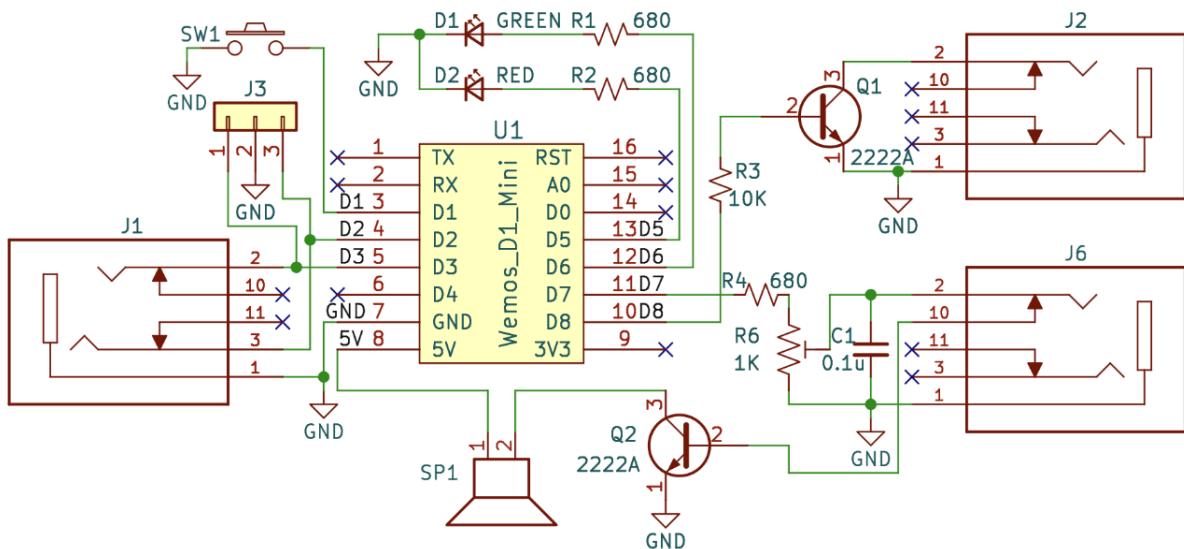 D1 GREEN R1 680
SW1
GND
GND
D2 RED R2 680
J2
2
10
11
3
1
3
Q1
2
1
2222A
GND
J3
1
2
3
GND
U1
Wemos_D1_Mini
1 TX
2 RX
D1 3 D1
D2 4 D2
D3 5 D3
6 D4
GND 7 GND
5V 8 5V
RST 16
A0 15
D0 14
D5 13 D5
D6 12 D6
D7 11 D7
D8 10 D8
3V3 9
R3
10K
J1
2
10
11
3
1
GND
R4 680
R6
1K
C1
0.1u
GND
J6
2
10
11
3
1
3
Q2
2
2222A
1
GND
1
2
SP1